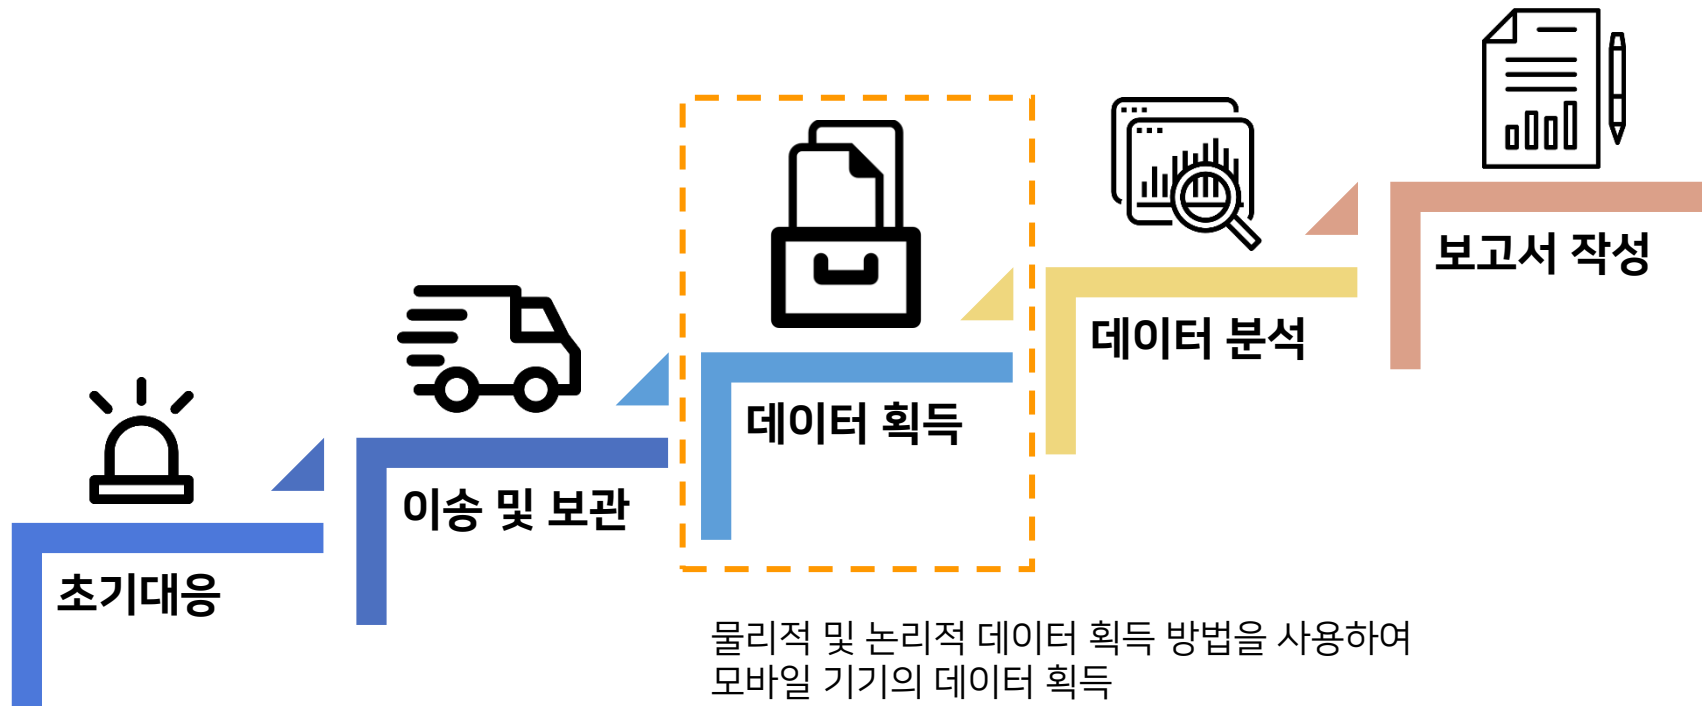 초기대응
이송 및 보관
데이터 획득
데이터 분석
보고서 작성
물리적 및 논리적 데이터 획득 방법을 사용하여
모바일 기기의 데이터 획득